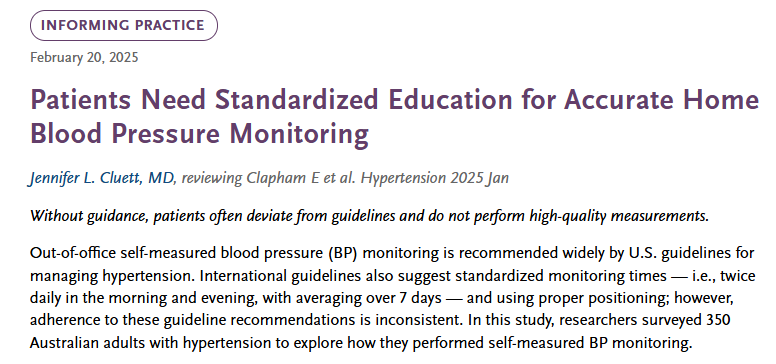 INFORMING PRACTICE
February 20, 2025
Patients Need Standardized Education for Accurate Home
Blood Pressure Monitoring
Jennifer L. Cluett, MD, reviewing Clapham E et al. Hypertension 2025 Jan
Without guidance, patients often deviate from guidelines and do not perform high-quality measurements.
Out-of-office self-measured blood pressure (BP) monitoring is recommended widely by U.S. guidelines for
managing hypertension. International guidelines also suggest standardized monitoring times — i.e., twice
daily in the morning and evening, with averaging over 7 days — and using proper positioning; however,
adherence to these guideline recommendations is inconsistent. In this study, researchers surveyed 350
Australian adults with hypertension to explore how they performed self-measured BP monitoring.